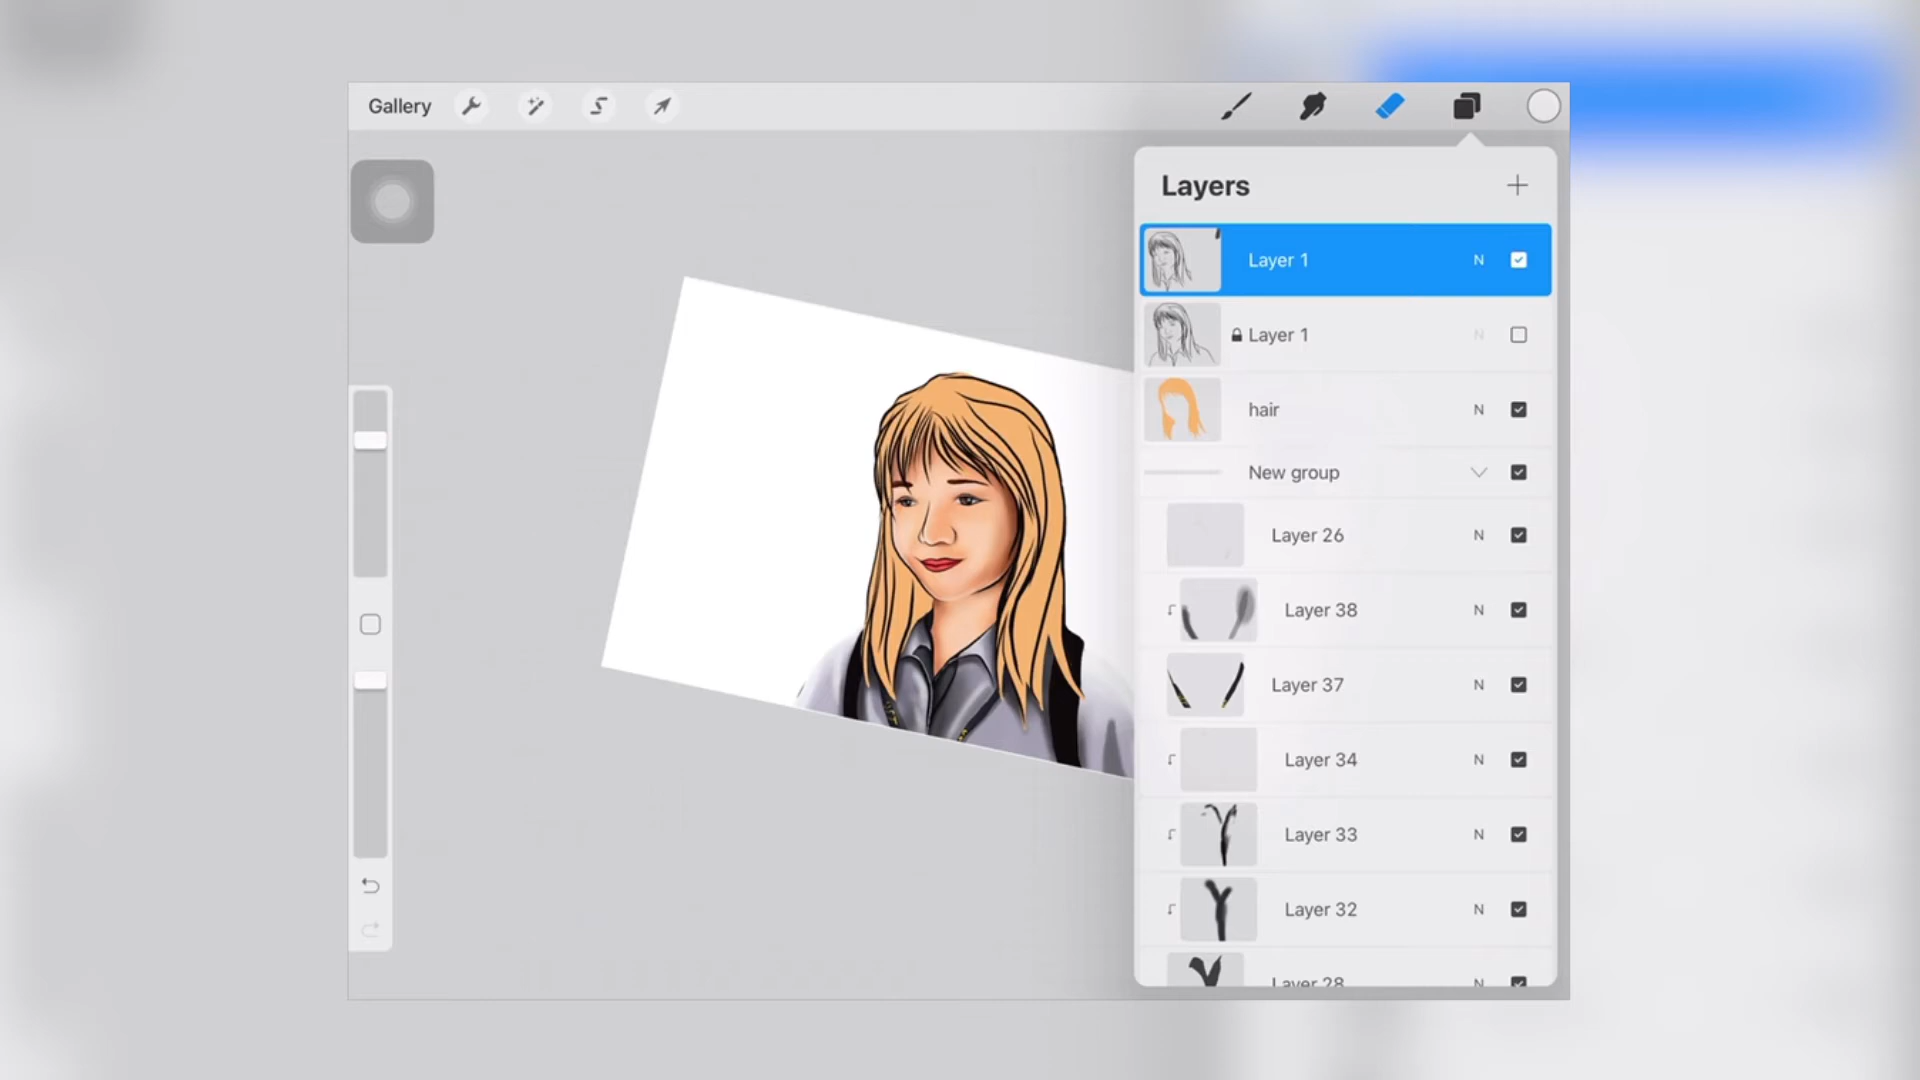 Gallery
Layers
Layer 1 N
Layer 1 N
hair N
New group
Layer 26 N
Layer 38 N
Layer 37 N
Layer 34 N
Layer 33 N
Layer 32 N
Layer 28 N